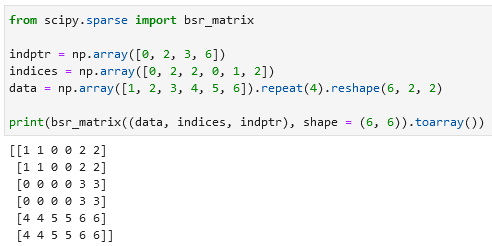 from scipy.sparse import bsr_matrix
indptr = np.array([0, 2, 3, 6])
indices = np.array([0, 2, 2, 0, 1, 2])
data = np.array([1, 2, 3, 4, 5, 6]).repeat(4).reshape(6, 2, 2)
print(bsr_matrix((data, indices, indptr), shape = (6, 6)).toarray())
[[1 1 0 0 2 2]
[1 1 0 0 2 2]
[0 0 0 0 3 3]
[0 0 0 0 3 3]
[4 4 5 5 6 6]
[4 4 5 5 6 6]]